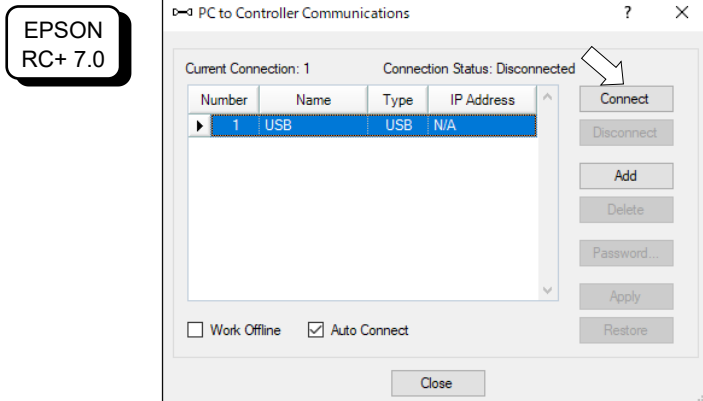 EPSON
RC+ 7.0
PC to Controller Communications
? ×
Current Connection: 1 Connection Status: Disconnected
Number Name Type IP Address
1 USB USB N/A
Connect
Disconnect
Add
Delete
Password...
Apply
Restore
Work Offline Auto Connect
Close